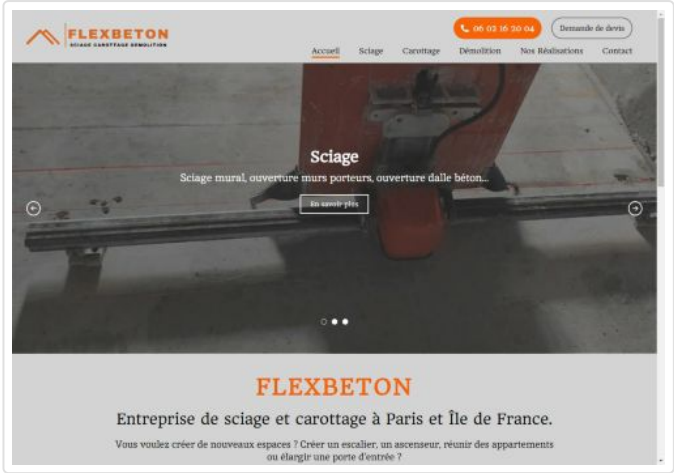 FLEXBETON
SCIAGE CAROTTAGE DEMOLITION
06 02 16 20 04
Demande de devis
Accueil Sciage Carottage Démolition Nos Réalisations Contact
Sciage
Sciage mural, ouverture murs porteurs, ouverture dalle béton...
En savoir plus
FLEXBETON
Entreprise de sciage et carottage à Paris et Île de France.
Vous voulez créer de nouveaux espaces ? Créer un escalier, un ascenseur, réunir des appartements
ou élargir une porte d'entrée ?